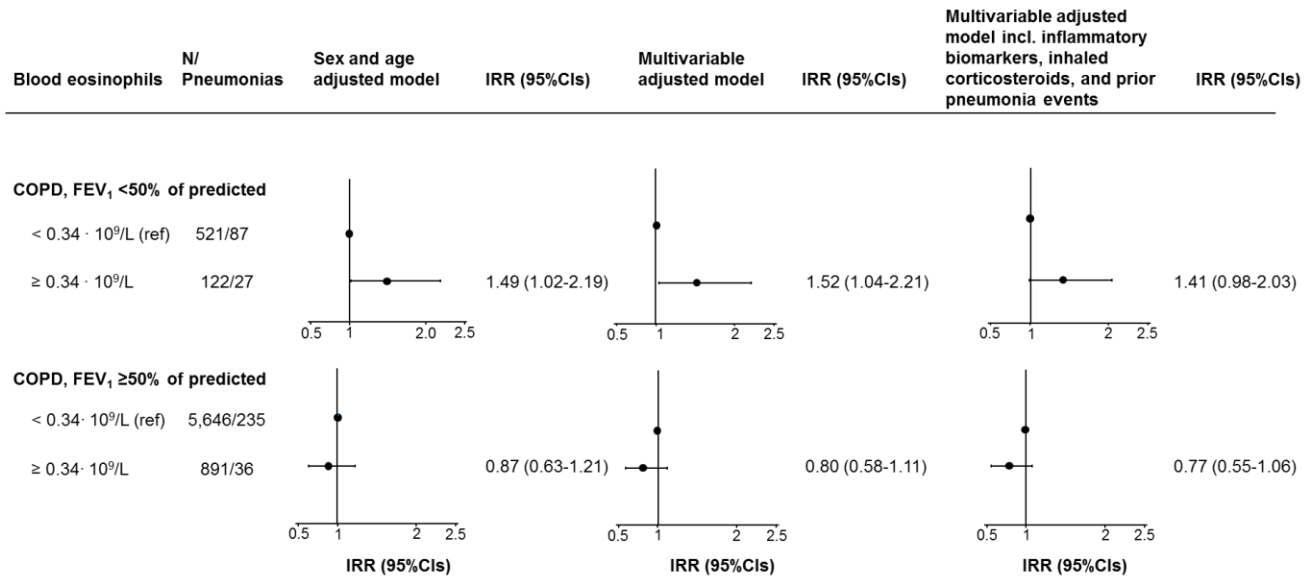 Blood eosinophils
N/
Pneumonias
Sex and age
adjusted model
IRR (95%CIs)
Multivariable
adjusted model
IRR (95%CIs)
Multivariable adjusted
model incl. inflammatory
biomarkers, inhaled
corticosteroids, and prior
pneumonia events
IRR (95%CIs)
COPD, FEV₁ <50% of predicted
< 0.34 · 10⁹/L (ref) 521/87
≥ 0.34 · 10⁹/L 122/27 1.49 (1.02-2.19) 1.52 (1.04-2.21) 1.41 (0.98-2.03)
0.5 1 2.0 2.5 0.5 1 2 2.5 0.5 1 2 2.5
COPD, FEV₁ ≥50% of predicted
< 0.34· 10⁹/L (ref) 5,646/235
≥ 0.34· 10⁹/L 891/36 0.87 (0.63-1.21) 0.80 (0.58-1.11) 0.77 (0.55-1.06)
0.5 1 2 2.5 0.5 1 2 2.5 0.5 1 2 2.5
IRR (95%CIs) IRR (95%CIs) IRR (95%CIs)